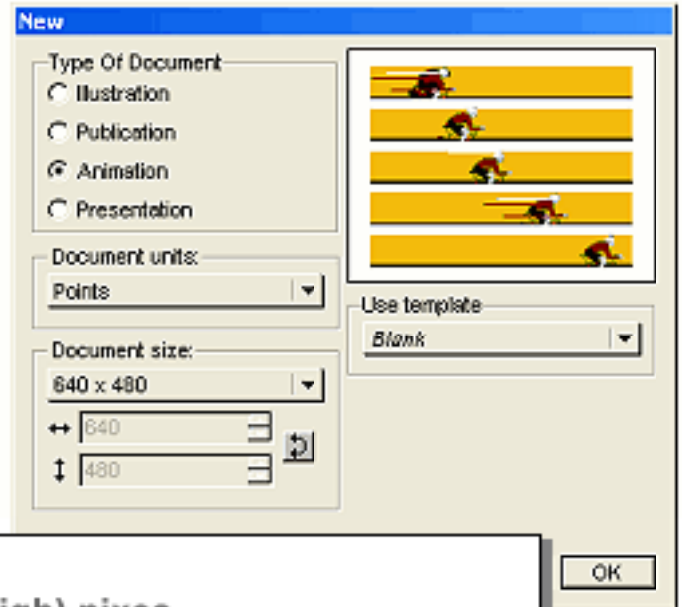 New
Type Of Document
Illustration
Publication
Animation
Presentation
Document units:
Points
Use template
Blank
Document size:
640 x 480
640
480
OK
pixes